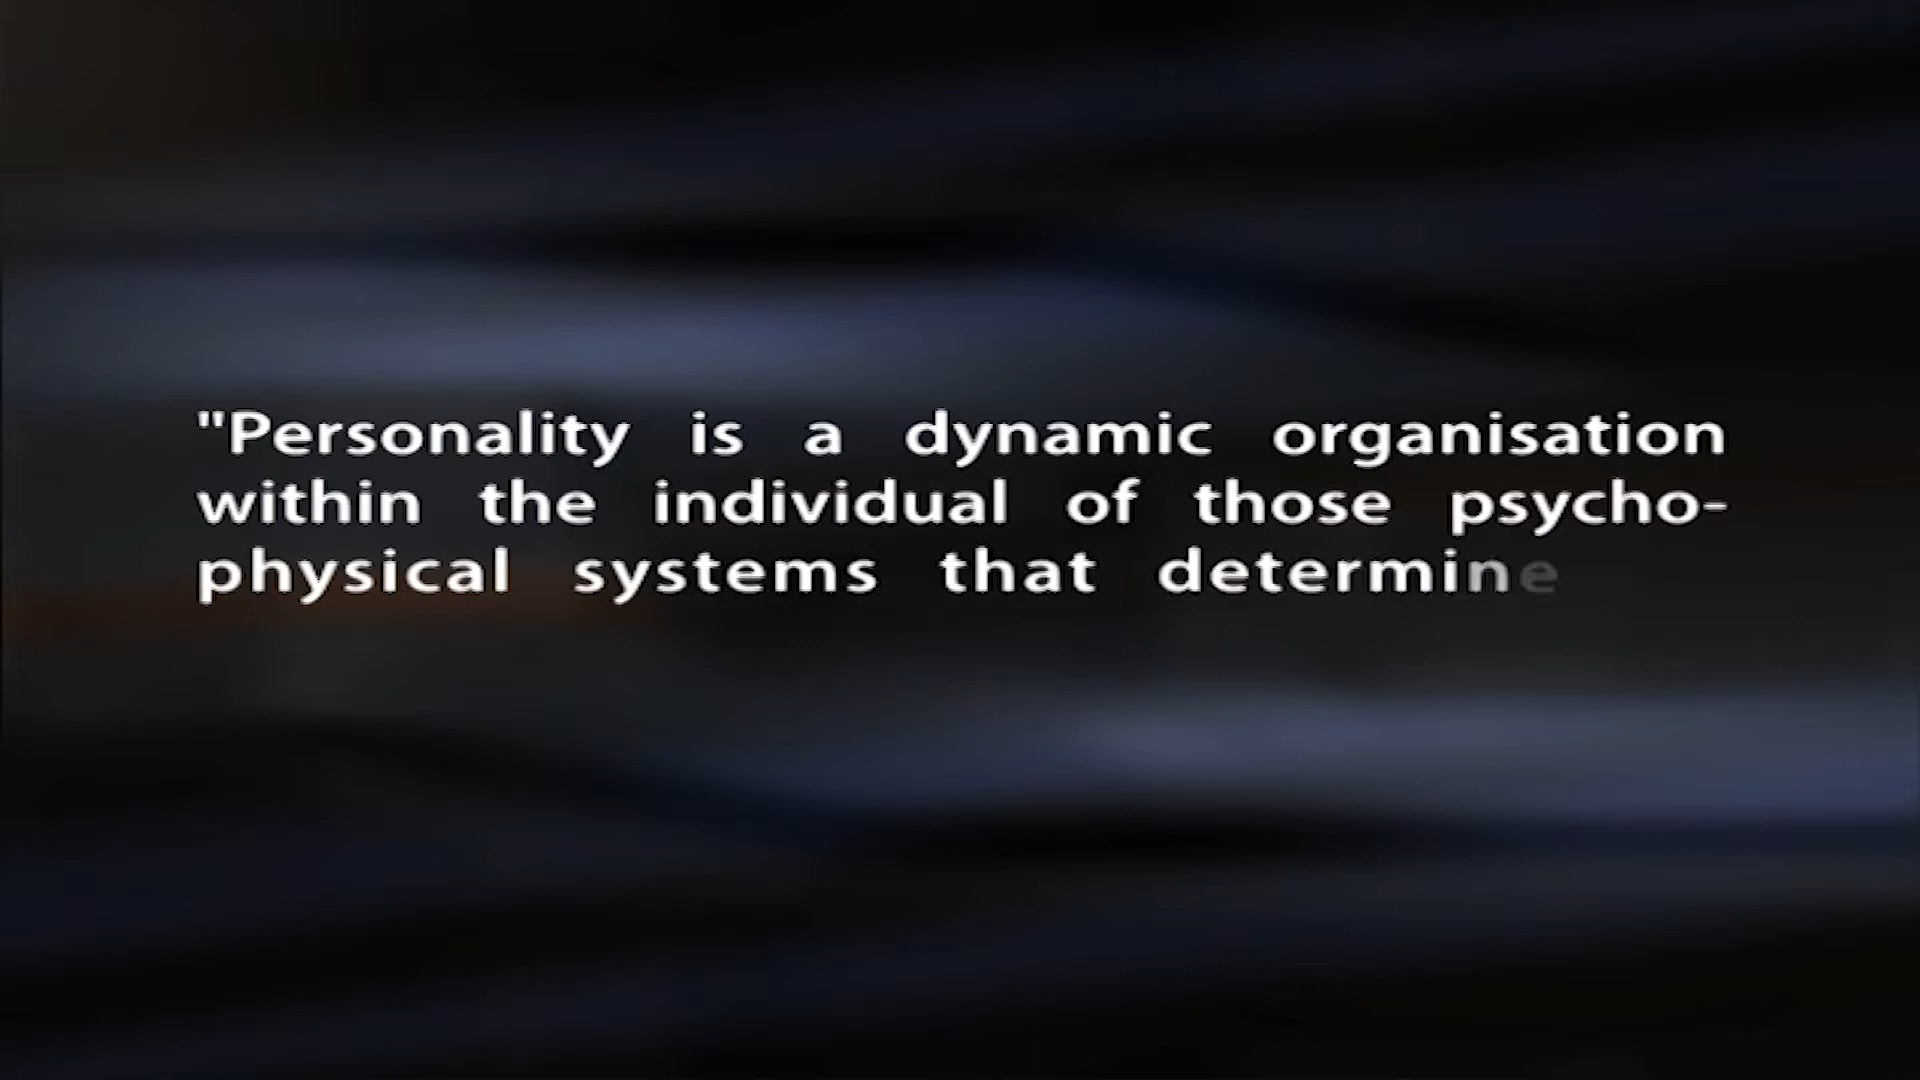 "Personality is a dynamic organisation
within the individual of those psycho-
physical systems that determine